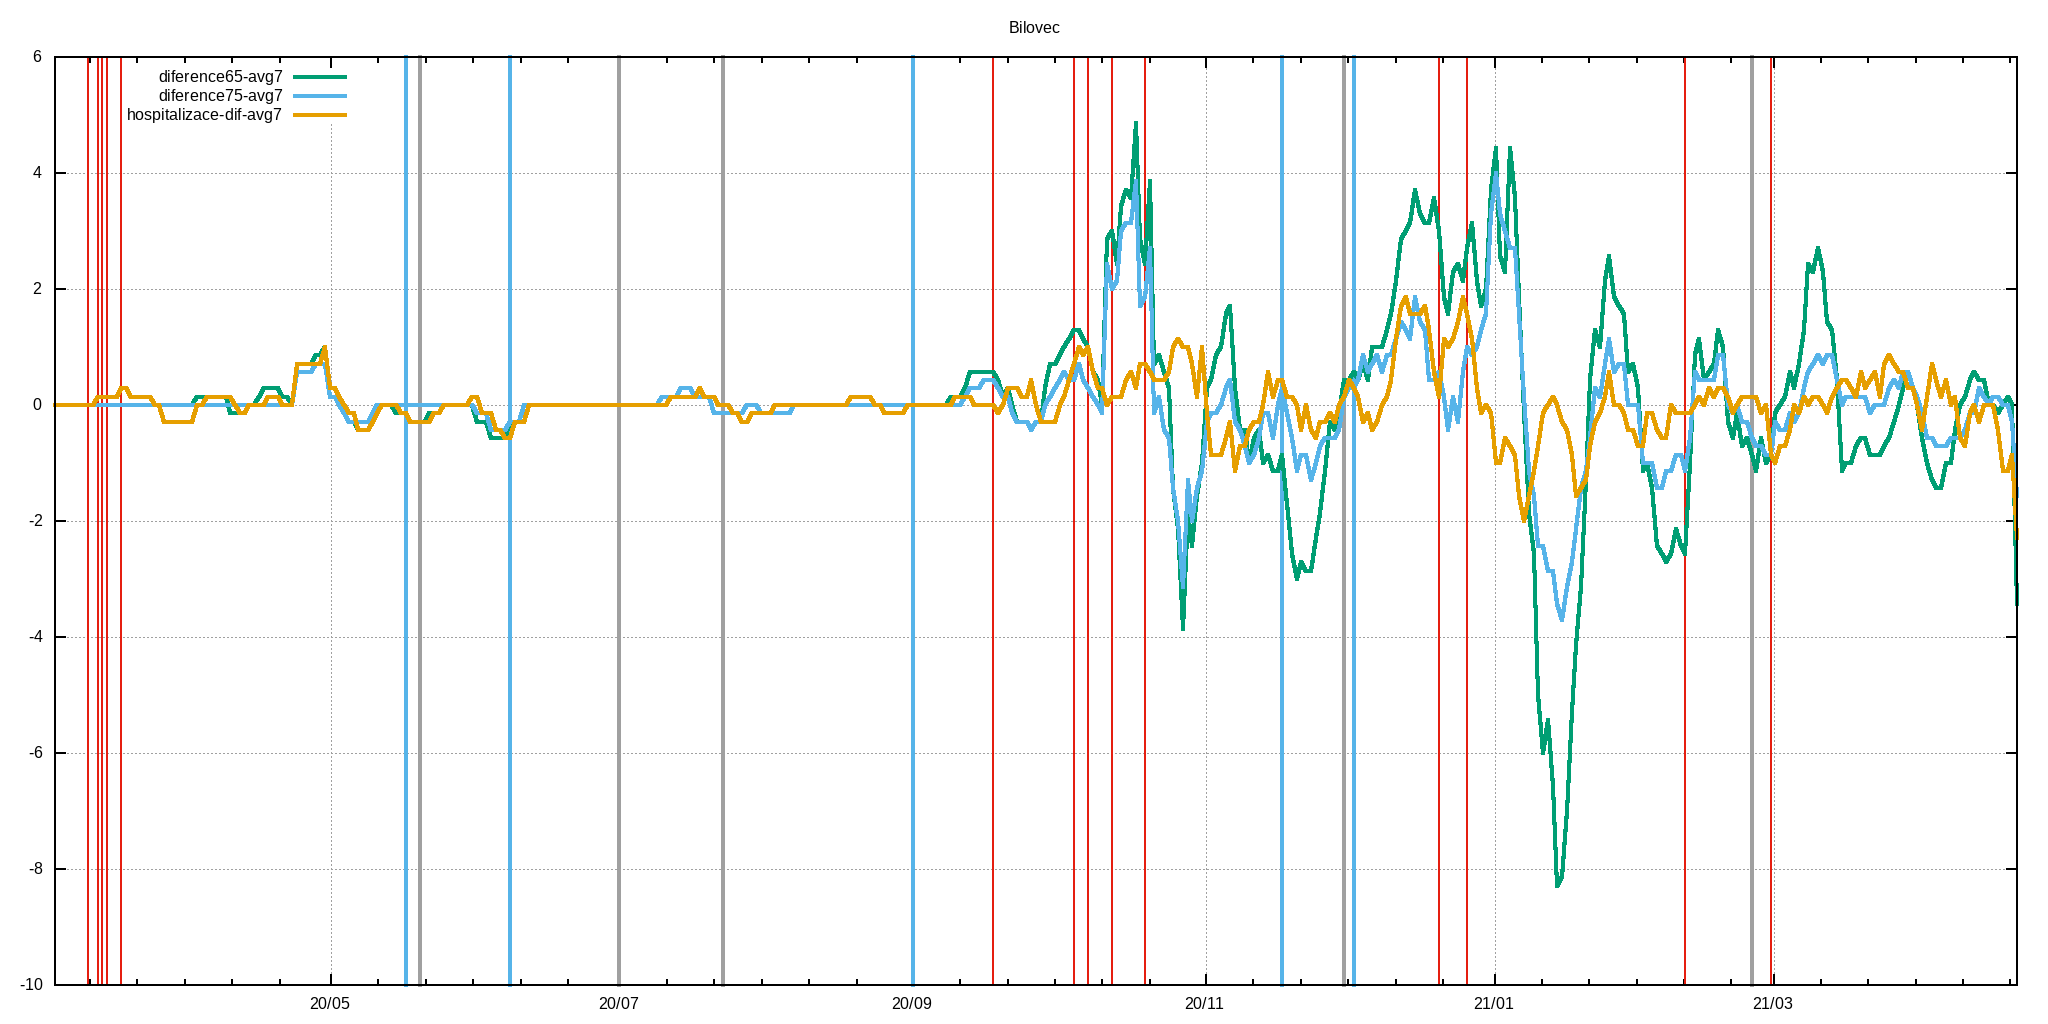 Bilovec
6
diference65-avg7
diference75-avg7
hospitalizace-dif-avg7
4
2
0
-2
-4
-6
-8
-10
20/05 20/07 20/09 20/11 21/01 21/03